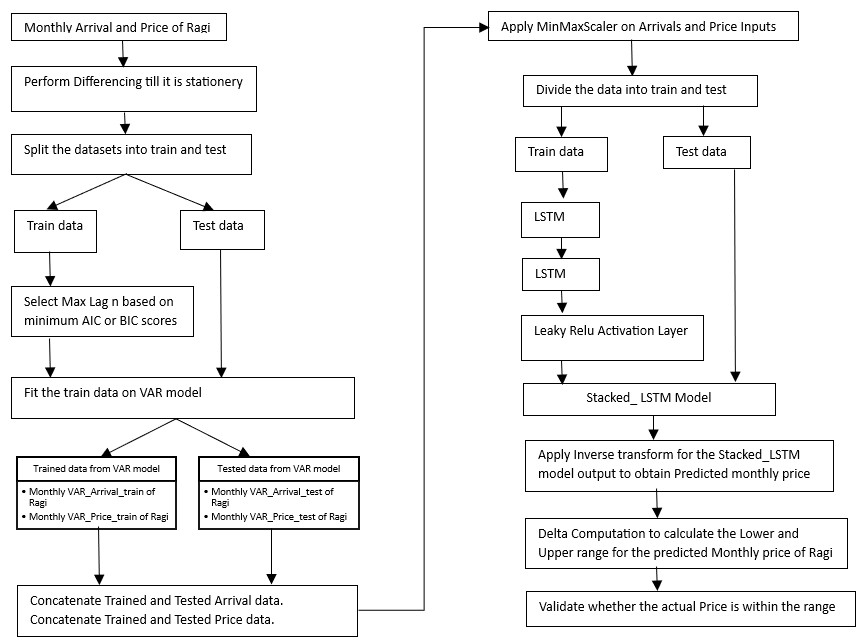 Monthly Arrival and Price of Ragi
Perform Differencing till it is stationery
Split the datasets into train and test
Train data
Test data
Select Max Lag n based on
minimum AIC or BIC scores
Fit the train data on VAR model
Trained data from VAR model
• Monthly VAR_Arrival_train of
Ragi
• Monthly VAR_Price_train of Ragi
Tested data from VAR model
• Monthly VAR_Arrival_test of
Ragi
• Monthly VAR_Price_test of Ragi
Concatenate Trained and Tested Arrival data.
Concatenate Trained and Tested Price data.
Apply MinMaxScaler on Arrivals and Price Inputs
Divide the data into train and test
Train data
Test data
LSTM
LSTM
Leaky Relu Activation Layer
Stacked_ LSTM Model
Apply Inverse transform for the Stacked_LSTM
model output to obtain Predicted monthly price
Delta Computation to calculate the Lower and
Upper range for the predicted Monthly price of Ragi
Validate whether the actual Price is within the range